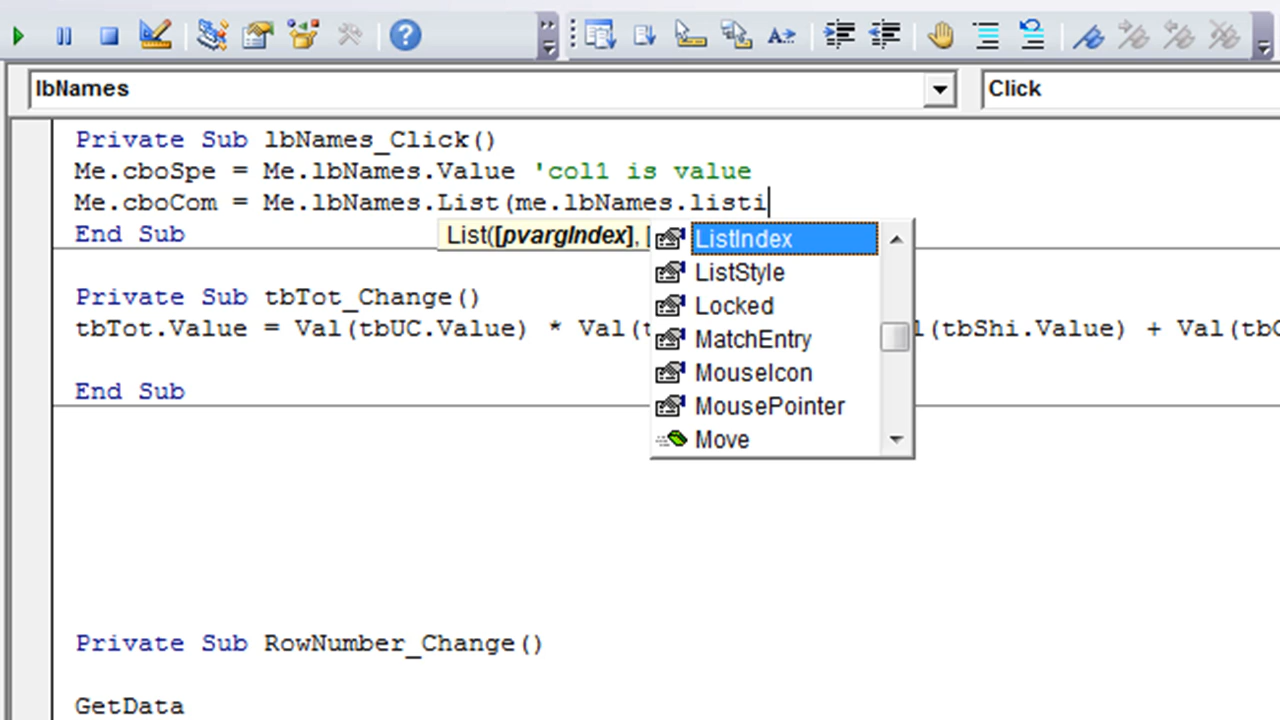 lbNames
Click
Private Sub lbNames_Click()
Me.cboSpe = Me.lbNames.Value 'col1 is value
Me.cboCom = Me.lbNames.List(me.lbNames.listi
End Sub
List([pvargIndex], [
ListIndex
ListStyle
Locked
MatchEntry
MouseIcon
MousePointer
Move
Private Sub tbTot_Change()
tbTot.Value = Val(tbUC.Value) * Val(t l(tbShi.Value) + Val(tb
End Sub
Private Sub RowNumber_Change()
GetData